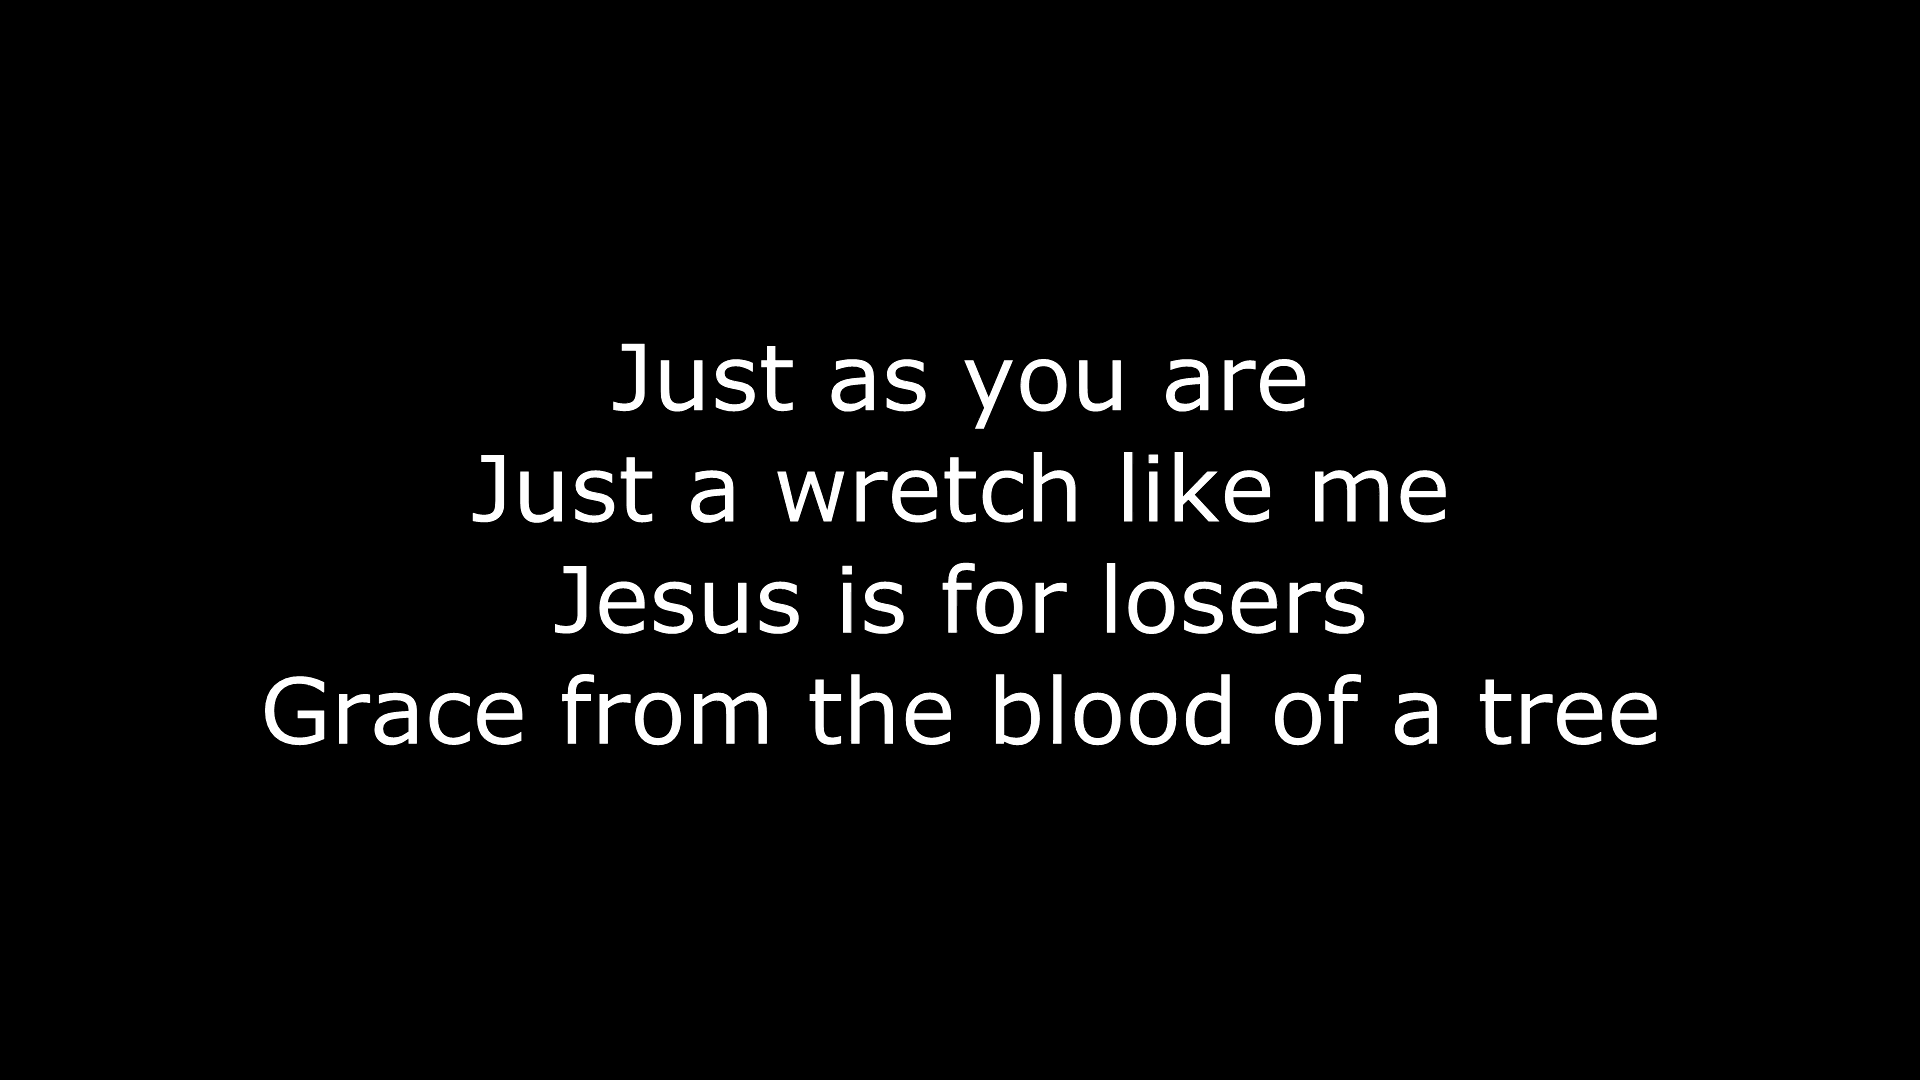 Just as you are
Just a wretch like me
Jesus is for losers
Grace from the blood of a tree